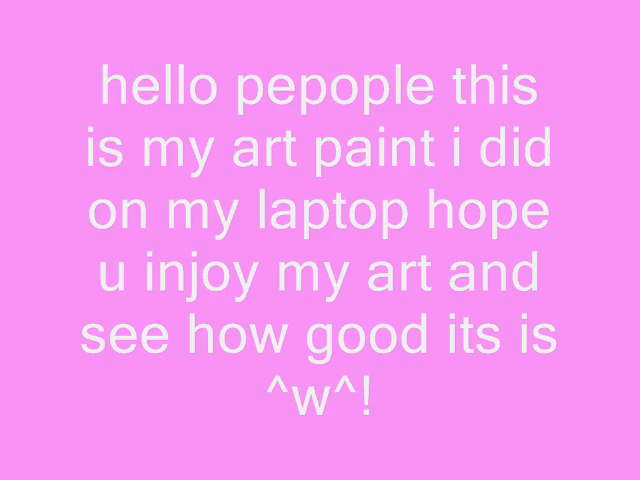 hello pepople this
is my art paint i did
on my laptop hope
u injoy my art and
see how good its is
^w^!